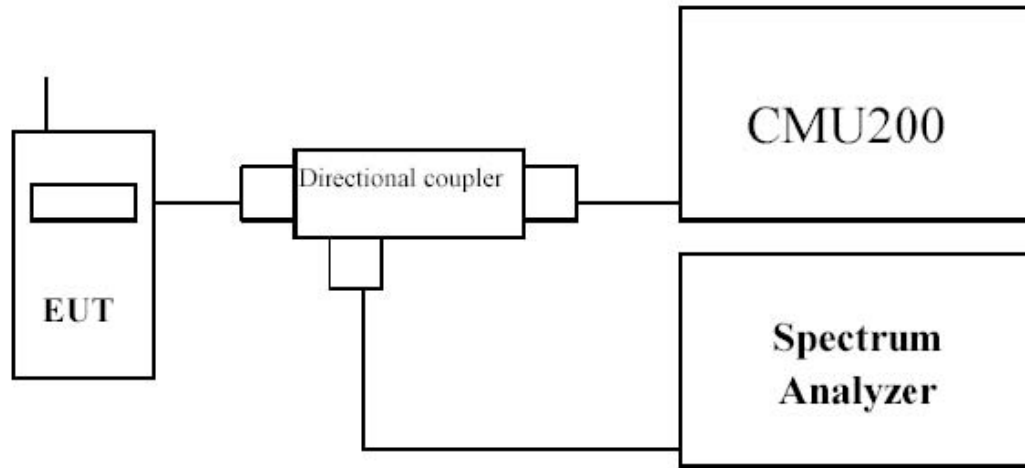 CMU200
Directional coupler
EUT
Spectrum
Analyzer